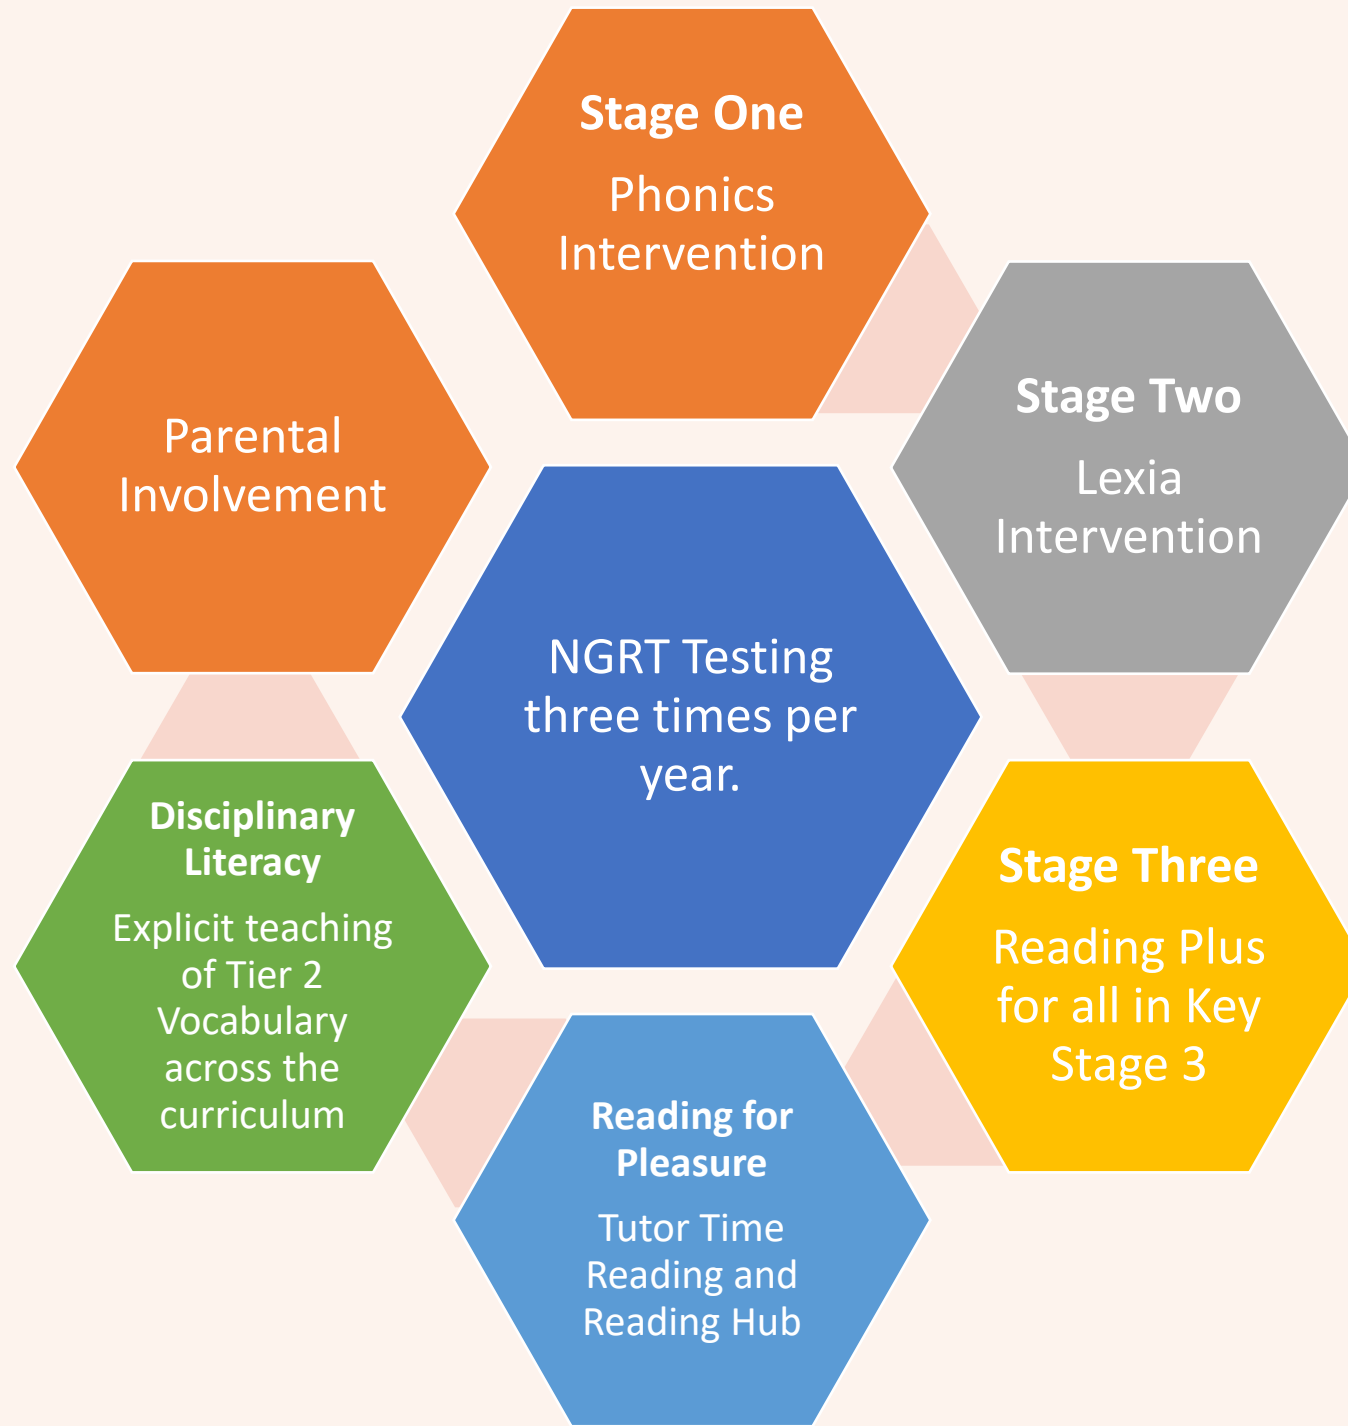 Stage One
Phonics
Intervention
Stage Two
Lexia
Intervention
Stage Three
Reading Plus
for all in Key
Stage 3
Reading for
Pleasure
Tutor Time
Reading and
Reading Hub
Disciplinary
Literacy
Explicit teaching
of Tier 2
Vocabulary
across the
curriculum
Parental
Involvement
NGRT Testing
three times per
year.